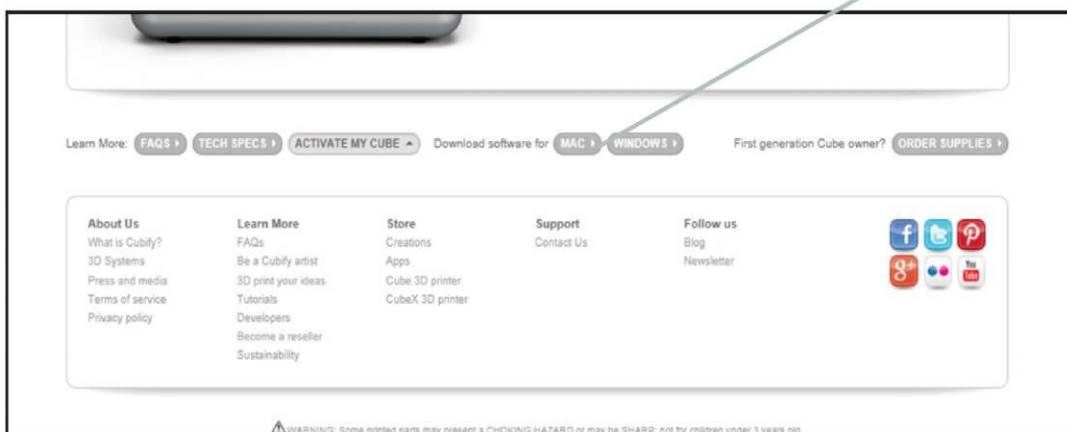 Learn More: FAQS TECH SPECS ACTIVATE MY CUBE Download software for MAC WINDOWS First generation Cube owner? ORDER SUPPLIES
About Us
What is Cubify?
3D Systems
Press and media
Terms of service
Privacy policy
Learn More
FAQs
Be a Cubify artist
3D print your ideas
Tutorials
Developers
Become a reseller
Sustainability
Store
Creations
Apps
Cube 3D printer
CubeX 3D printer
Support
Contact Us
Follow us
Blog
Newsletter
You
Tube
WARNING: Some printed parts may present a CHOKING HAZARD or may be SHARP; not for children under 3 years old